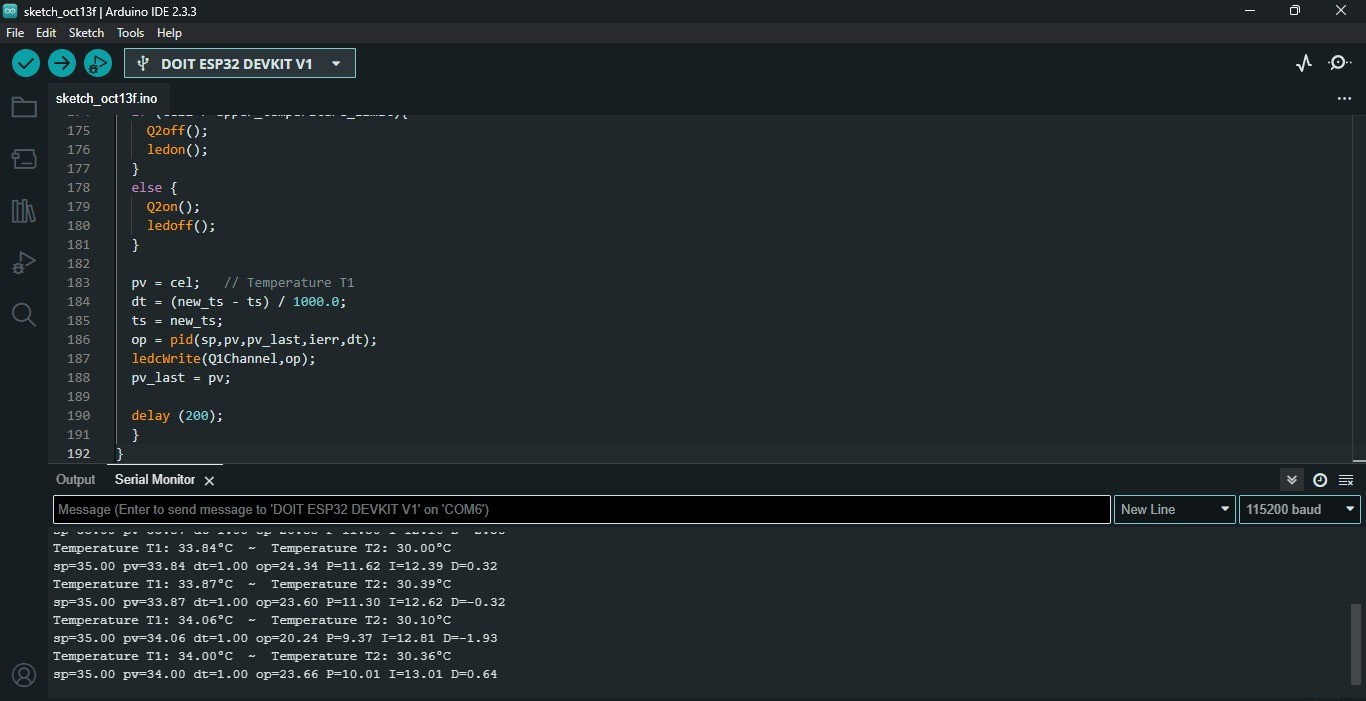 sketch_oct13f | Arduino IDE 2.3.3
File Edit Sketch Tools Help
DOIT ESP32 DEVKIT V1
sketch_oct13f.ino
175 Q2off();
176 ledon();
177 }
178 else {
179 Q2on();
180 ledoff();
181 }
182
183 pv = cel; // Temperature T1
184 dt = (new_ts - ts) / 1000.0;
185 ts = new_ts;
186 op = pid(sp,pv,pv_last,ierr,dt);
187 ledcWrite(Q1Channel,op);
188 pv_last = pv;
189
190 delay (200);
191 }
192 }
Output Serial Monitor
Message (Enter to send message to 'DOIT ESP32 DEVKIT V1' on 'COM6') New Line 115200 baud
Temperature T1: 33.84°C ~ Temperature T2: 30.00°C
sp=35.00 pv=33.84 dt=1.00 op=24.34 P=11.62 I=12.39 D=0.32
Temperature T1: 33.87°C ~ Temperature T2: 30.39°C
sp=35.00 pv=33.87 dt=1.00 op=23.60 P=11.30 I=12.62 D=-0.32
Temperature T1: 34.06°C ~ Temperature T2: 30.10°C
sp=35.00 pv=34.06 dt=1.00 op=20.24 P=9.37 I=12.81 D=-1.93
Temperature T1: 34.00°C ~ Temperature T2: 30.36°C
sp=35.00 pv=34.00 dt=1.00 op=23.66 P=10.01 I=13.01 D=0.64